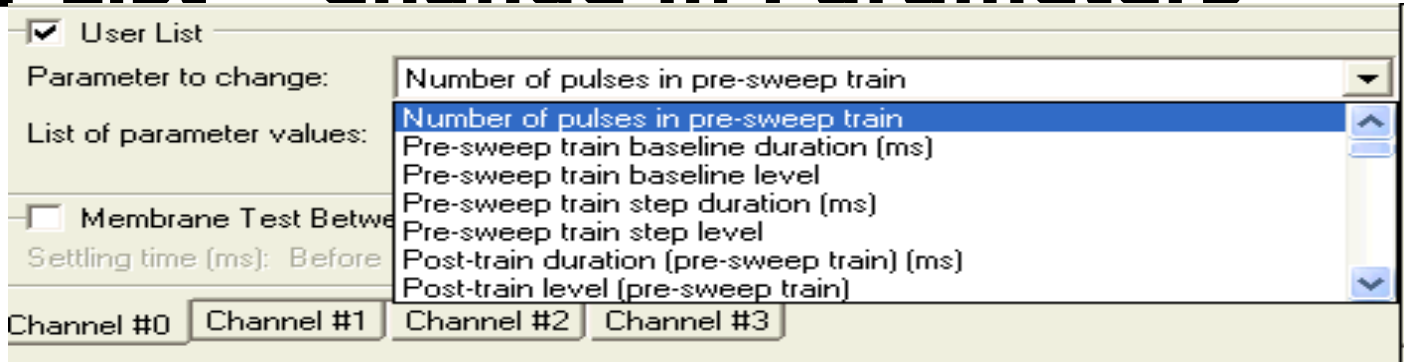 User List
Parameter to change:
Number of pulses in pre-sweep train
List of parameter values:
Number of pulses in pre-sweep train
Pre-sweep train baseline duration (ms)
Pre-sweep train baseline level
Pre-sweep train step duration (ms)
Pre-sweep train step level
Post-train duration (pre-sweep train) (ms)
Post-train level (pre-sweep train)
Membrane Test Betwe
Settling time (ms): Before
Channel #0 Channel #1 Channel #2 Channel #3